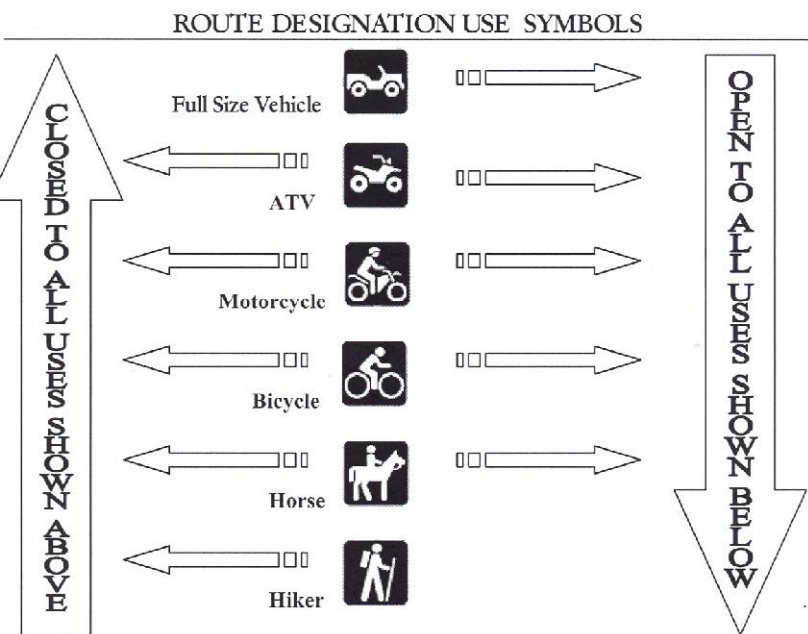 ROUTE DESIGNATION USE SYMBOLS
CLOSED TO ALL USES SHOWN ABOVE
Full Size Vehicle
ATV
Motorcycle
Bicycle
Horse
Hiker
OPEN TO ALL USES SHOWN BELOW